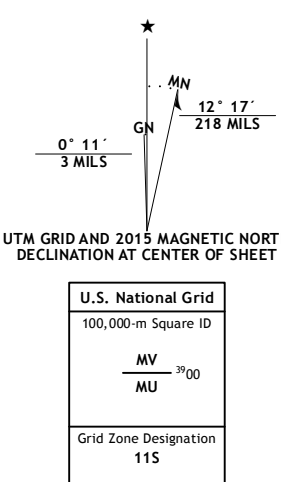 ★
MN
GN
12° 17´
218 MILS
0° 11´
3 MILS
UTM GRID AND 2015 MAGNETIC NORT
DECLINATION AT CENTER OF SHEET
U.S. National Grid
100,000-m Square ID
MV
³⁹00
MU
Grid Zone Designation
11S